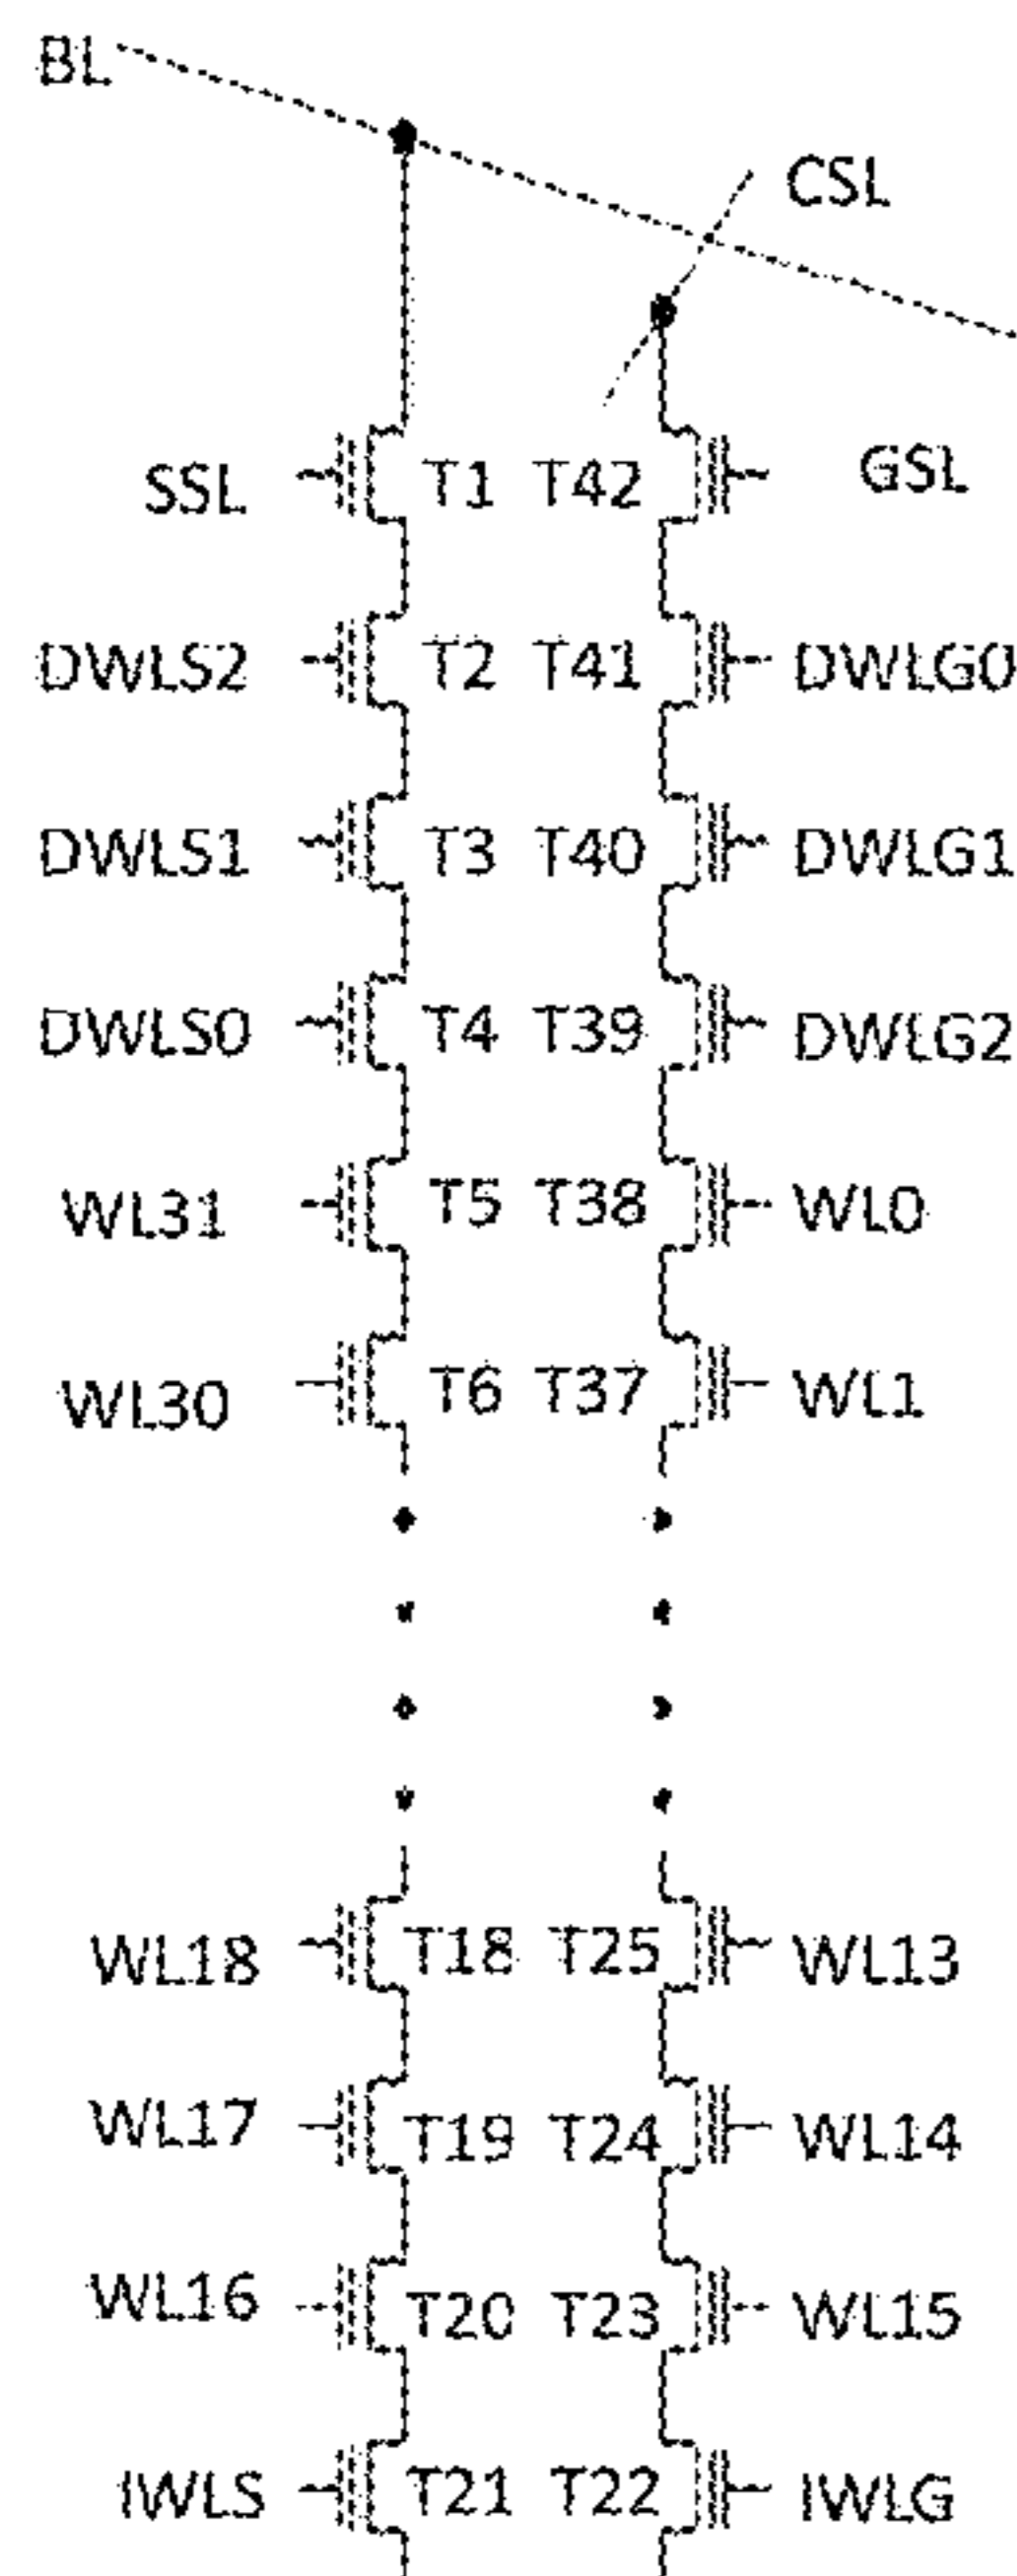 BL
CSL
SSL T1 T42 GSL
DWLS2 T2 T41 DWLG0
DWLS1 T3 T40 DWLG1
DWLS0 T4 T39 DWLG2
WL31 T5 T38 WL0
WL30 T6 T37 WL1
WL18 T18 T25 WL13
WL17 T19 T24 WL14
WL16 T20 T23 WL15
IWLS T21 T22 IWLG